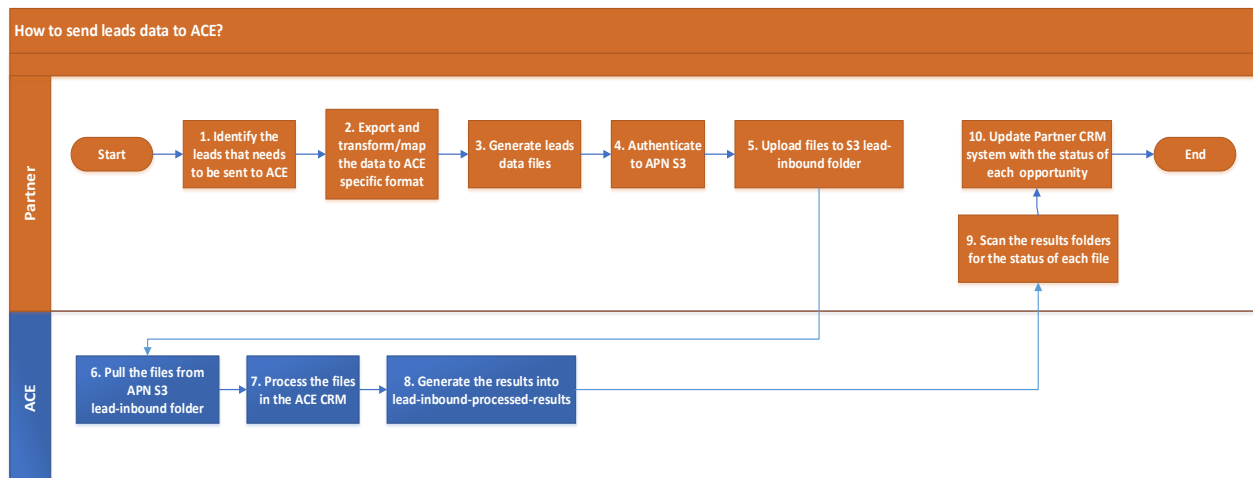 How to send leads data to ACE?
Partner
Start
1. Identify the
leads that needs
to be sent to ACE
2. Export and
transform/map
the data to ACE
specific format
3. Generate leads
data files
4. Authenticate
to APN S3
5. Upload files to S3 lead-
inbound folder
10. Update Partner CRM
system with the status of
each opportunity
End
9. Scan the results folders
for the status of each file
ACE
6. Pull the files from
APN S3
lead-inbound folder
7. Process the files
in the ACE CRM
8. Generate the results into
lead-inbound-processed-results